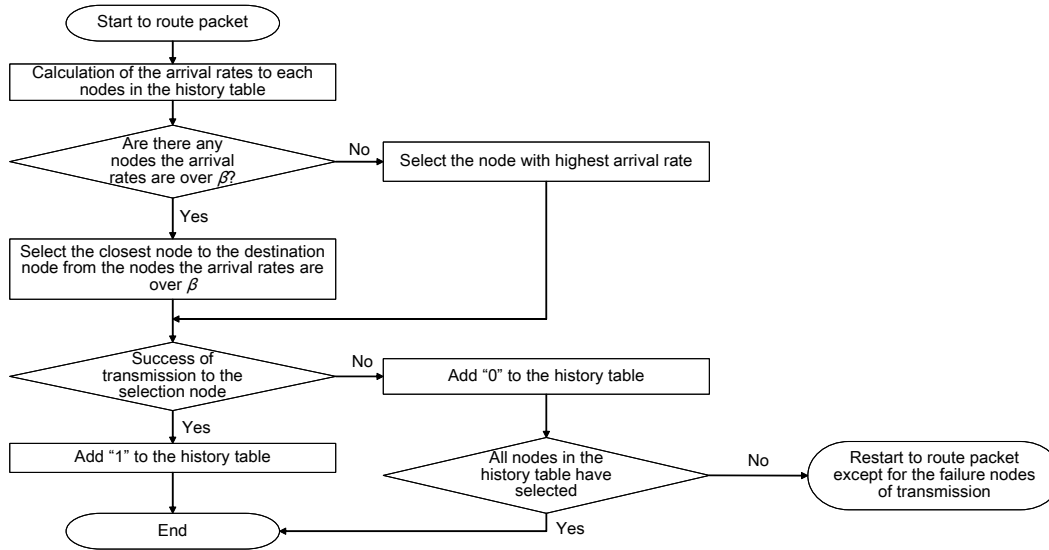 Start to route packet
Calculation of the arrival rates to each
nodes in the history table
Are there any
nodes the arrival
rates are over β?
No
Select the node with highest arrival rate
Yes
Select the closest node to the destination
node from the nodes the arrival rates are
over β
Success of
transmission to the
selection node
No
Add “0” to the history table
Yes
Add “1” to the history table
All nodes in the
history table have
selected
No
Restart to route packet
except for the failure nodes
of transmission
Yes
End